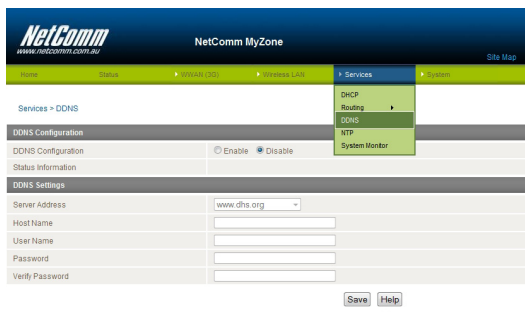 NetComm
www.netcomm.com.au
NetComm MyZone
Site Map
Home Status WWAN (3G) Wireless LAN Services System
DHCP
Routing
DDNS
NTP
System Monitor
Services > DDNS
DDNS Configuration
DDNS Configuration Enable Disable
Status Information
DDNS Settings
Server Address www.dhs.org
Host Name
User Name
Password
Verify Password
Save Help